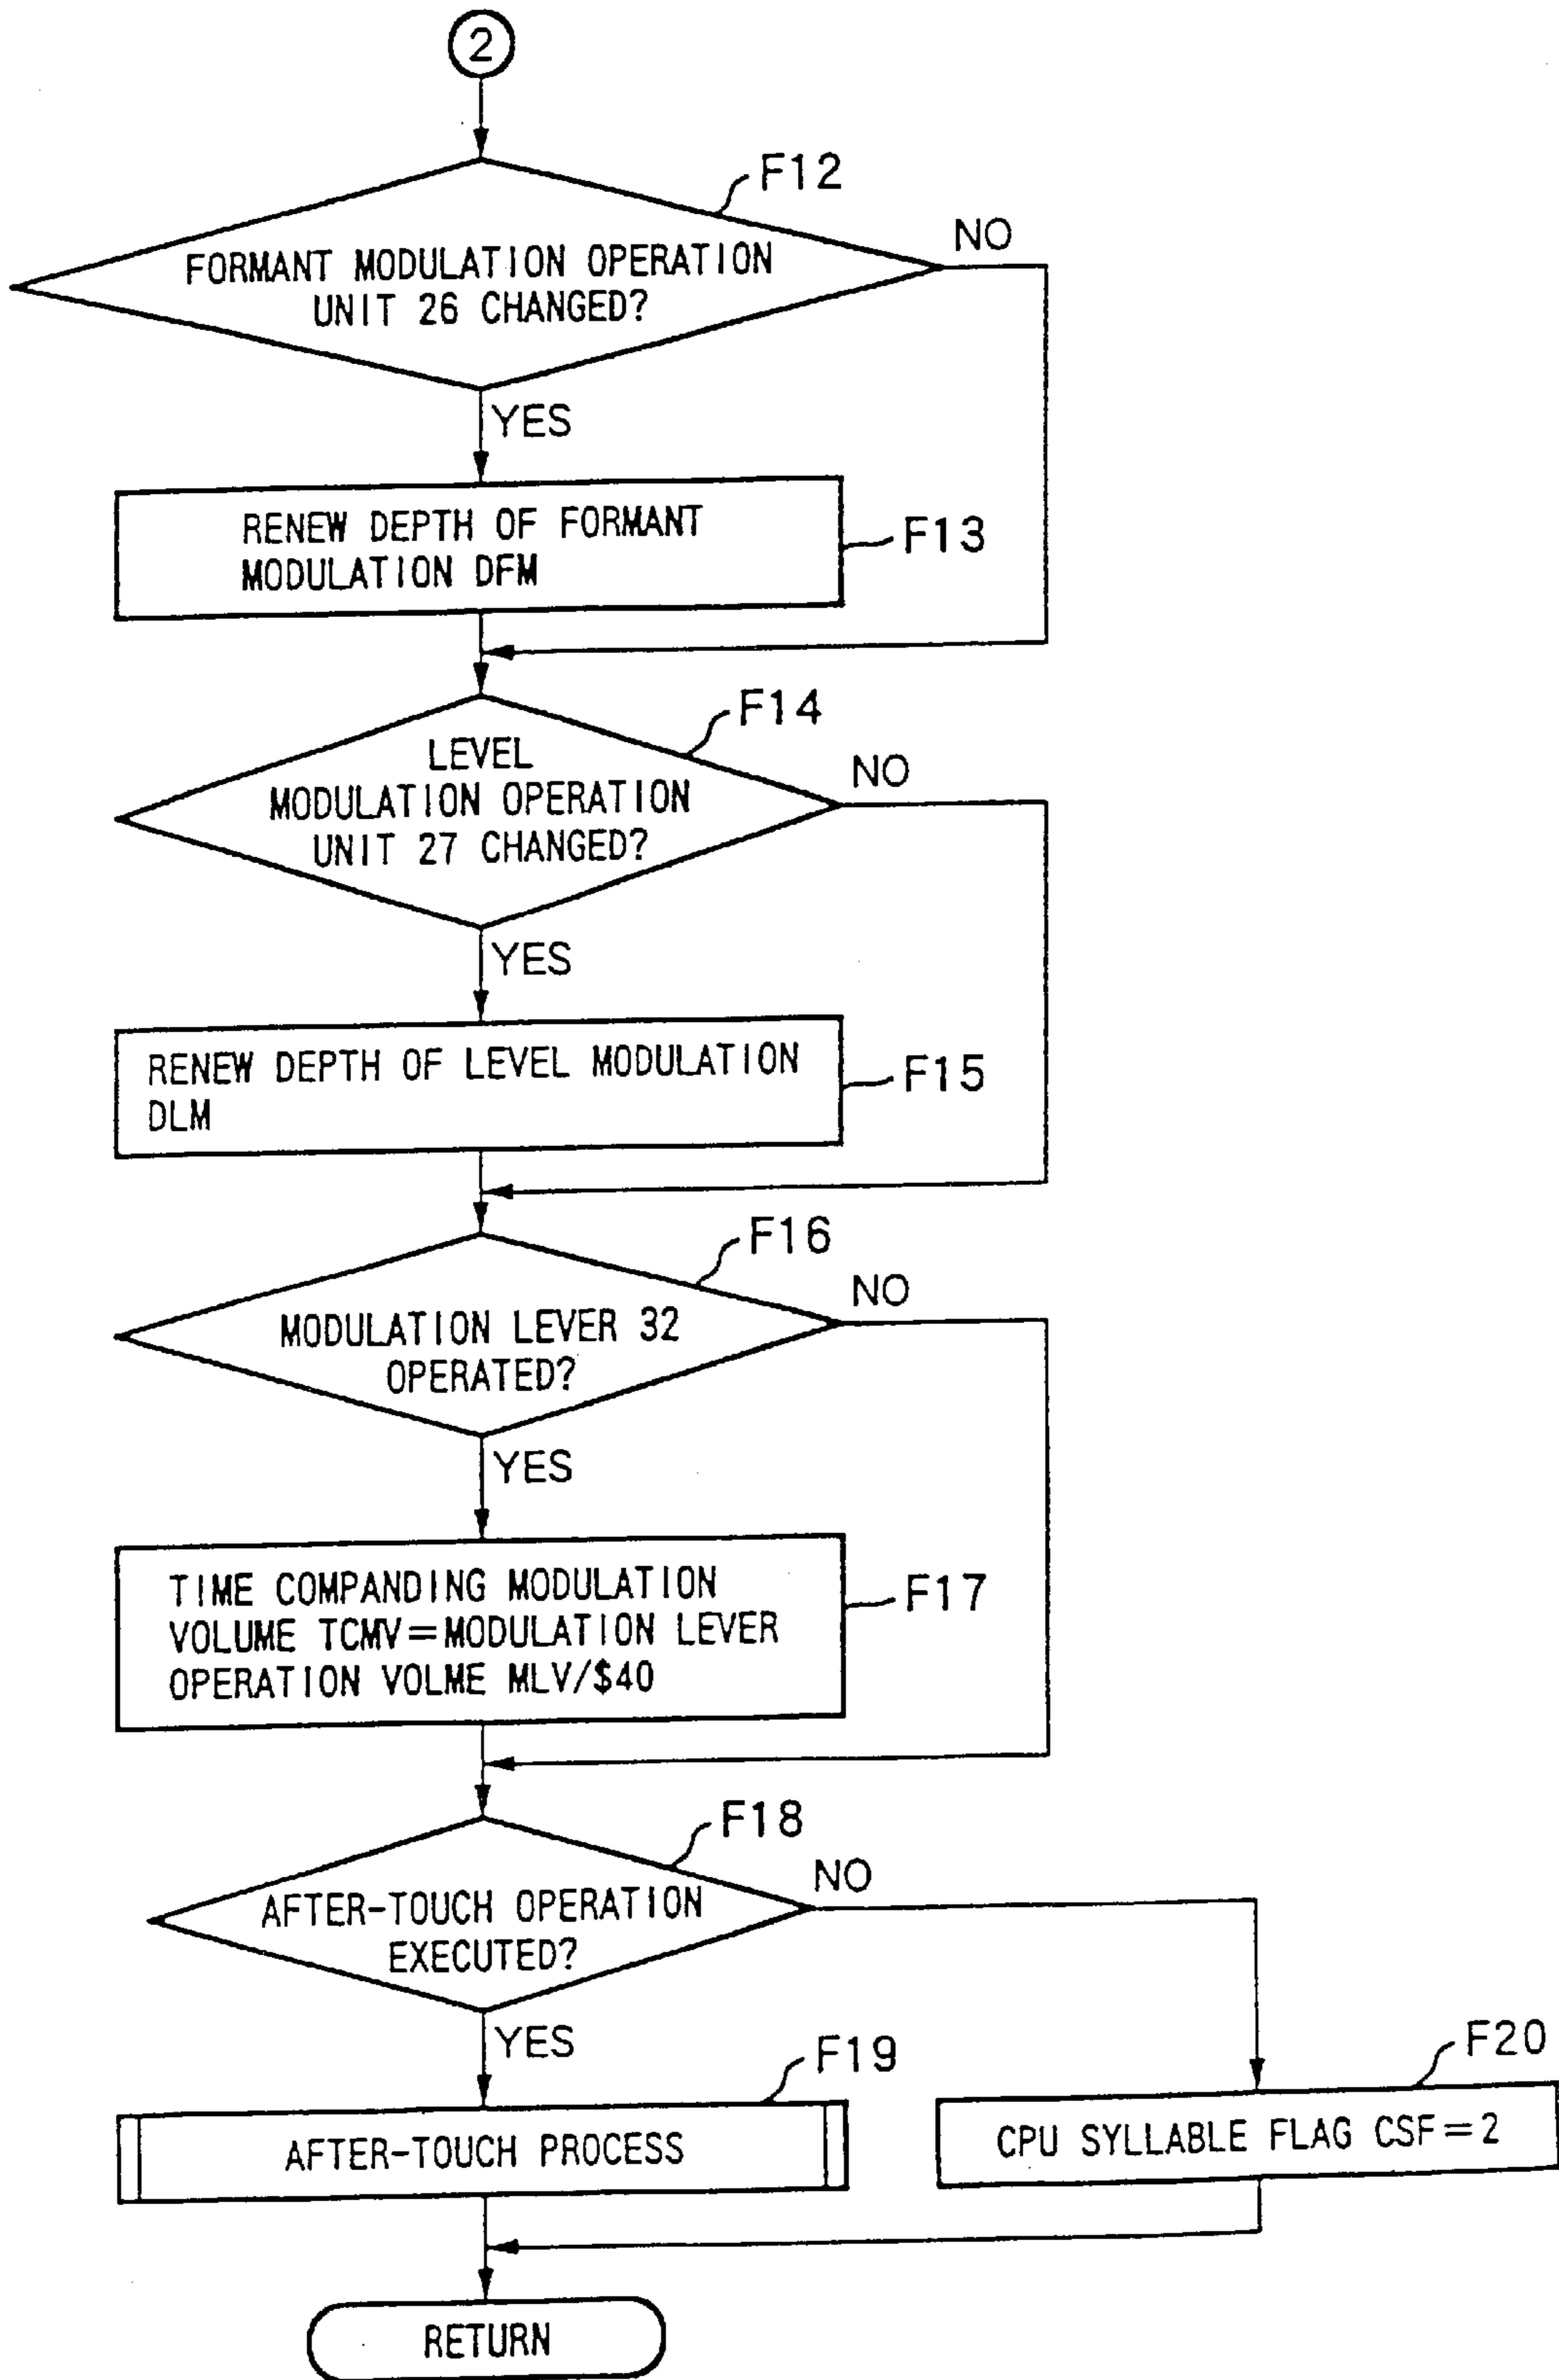 2
F12
FORMANT MODULATION OPERATION
UNIT 26 CHANGED?
NO
YES
RENEW DEPTH OF FORMANT
MODULATION DFM
F13
F14
LEVEL
MODULATION OPERATION
UNIT 27 CHANGED?
NO
YES
RENEW DEPTH OF LEVEL MODULATION
DLM
F15
F16
MODULATION LEVER 32
OPERATED?
NO
YES
TIME COMPANDING MODULATION
VOLUME TCMV=MODULATION LEVER
OPERATION VOLME MLV/$40
F17
F18
AFTER-TOUCH OPERATION
EXECUTED?
NO
YES
F19
AFTER-TOUCH PROCESS
F20
CPU SYLLABLE FLAG CSF=2
RETURN